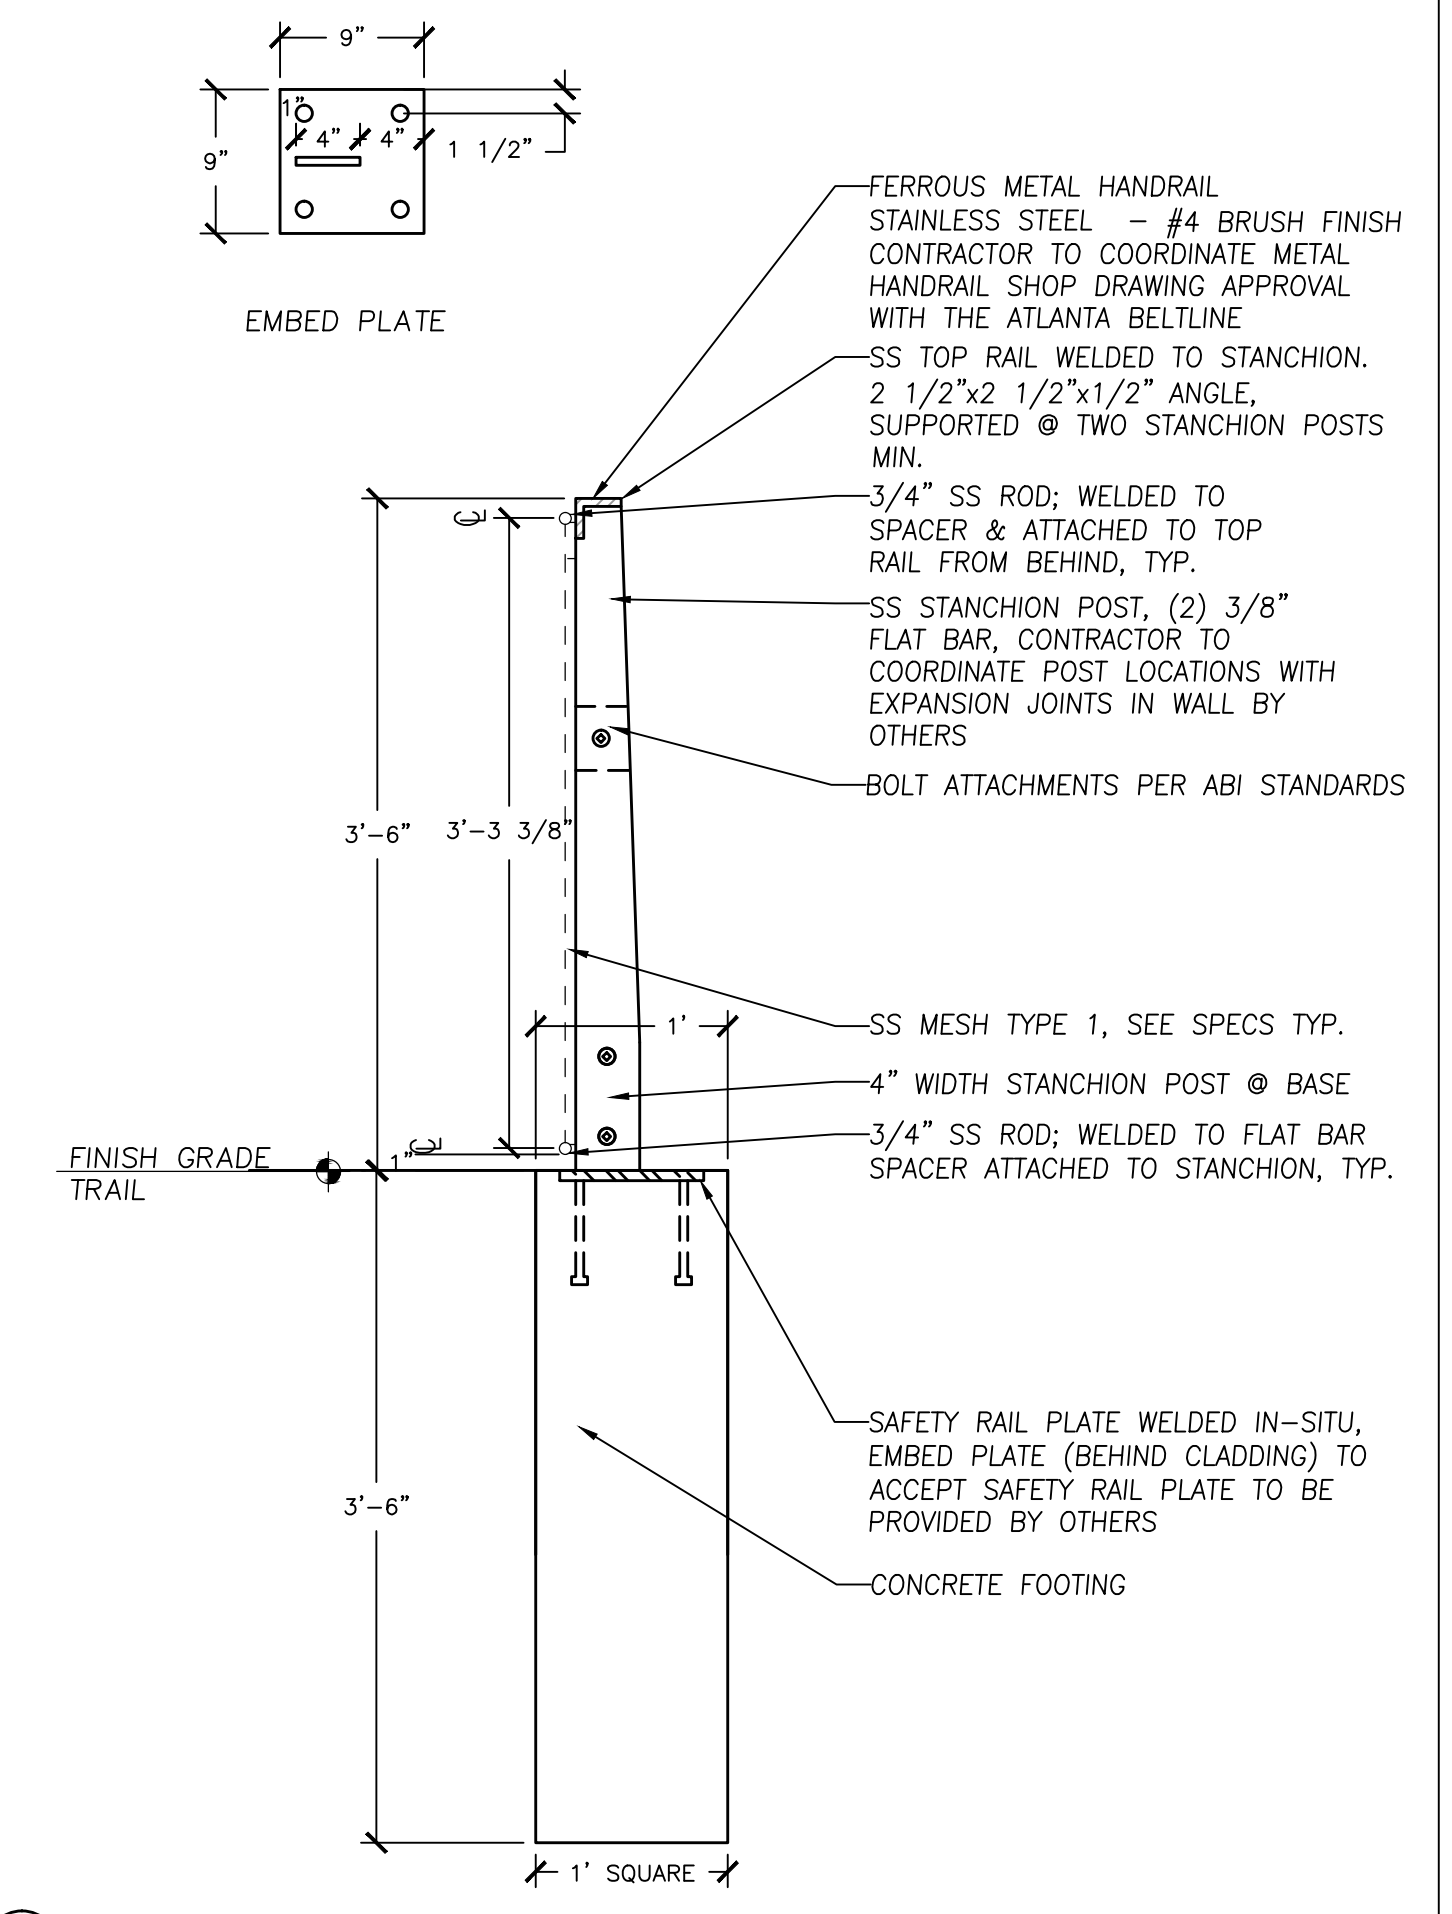 9”
1”
4” 4”
9”
1 1/2”
EMBED PLATE
FERROUS METAL HANDRAIL
STAINLESS STEEL – #4 BRUSH FINISH
CONTRACTOR TO COORDINATE METAL
HANDRAIL SHOP DRAWING APPROVAL
WITH THE ATLANTA BELTLINE
SS TOP RAIL WELDED TO STANCHION.
2 1/2”x2 1/2”x1/2” ANGLE,
SUPPORTED @ TWO STANCHION POSTS
MIN.
3/4” SS ROD; WELDED TO
SPACER & ATTACHED TO TOP
RAIL FROM BEHIND, TYP.
SS STANCHION POST, (2) 3/8”
FLAT BAR, CONTRACTOR TO
COORDINATE POST LOCATIONS WITH
EXPANSION JOINTS IN WALL BY
OTHERS
BOLT ATTACHMENTS PER ABI STANDARDS
CL
3’–6”
3’–3 3/8”
1’
SS MESH TYPE 1, SEE SPECS TYP.
4” WIDTH STANCHION POST @ BASE
3/4” SS ROD; WELDED TO FLAT BAR
SPACER ATTACHED TO STANCHION, TYP.
CL
1”
FINISH GRADE
TRAIL
SAFETY RAIL PLATE WELDED IN–SITU,
EMBED PLATE (BEHIND CLADDING) TO
ACCEPT SAFETY RAIL PLATE TO BE
PROVIDED BY OTHERS
3’–6”
CONCRETE FOOTING
1’ SQUARE